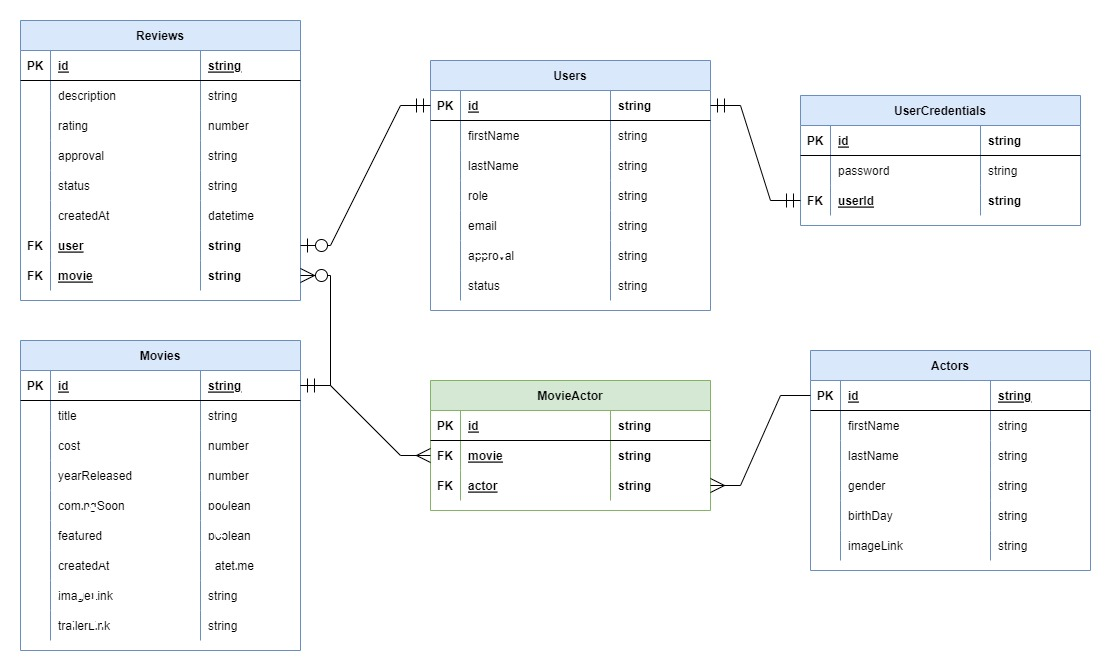 Reviews
PK id string
description string
rating number
approval string
status string
createdAt datetime
FK user string
FK movie string
Users
PK id string
firstName string
lastName string
role string
email string
string
status string
UserCredentials
PK id string
password string
FK userId string
Movies
PK id string
title string
cost number
yearReleased number
featured
createdAt
string
string
MovieActor
PK id string
FK movie string
FK actor string
Actors
PK id string
firstName string
lastName string
gender string
birthDay string
imageLink string